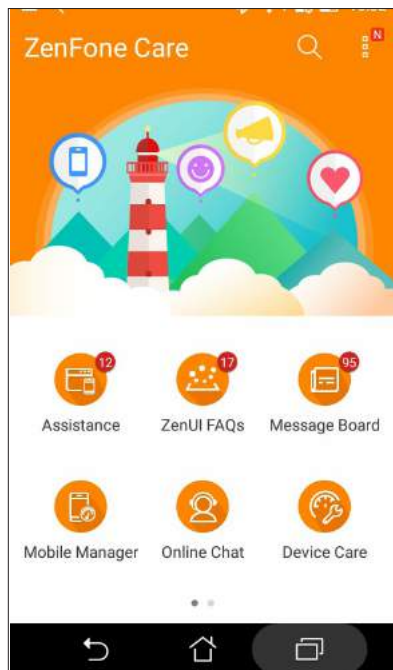 ZenFone Care
N
12
17
95
Assistance
ZenUI FAQs
Message Board
Mobile Manager
Online Chat
Device Care